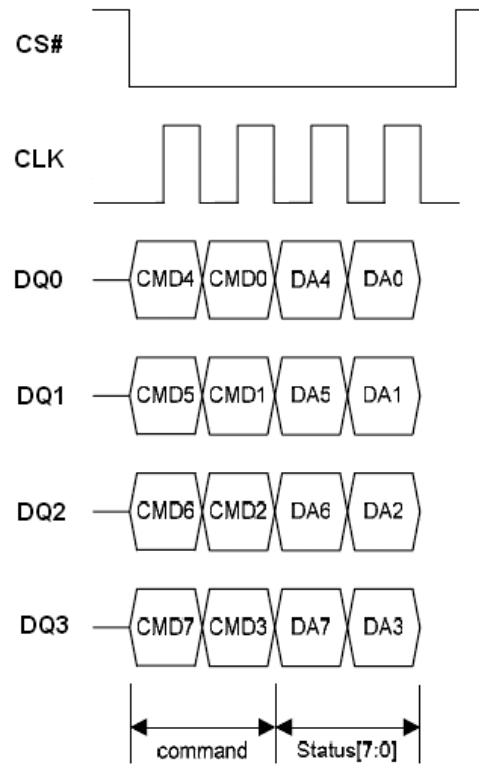 CS#
CLK
DQ0 CMD4 CMD0 DA4 DA0
DQ1 CMD5 CMD1 DA5 DA1
DQ2 CMD6 CMD2 DA6 DA2
DQ3 CMD7 CMD3 DA7 DA3
command Status[7:0]